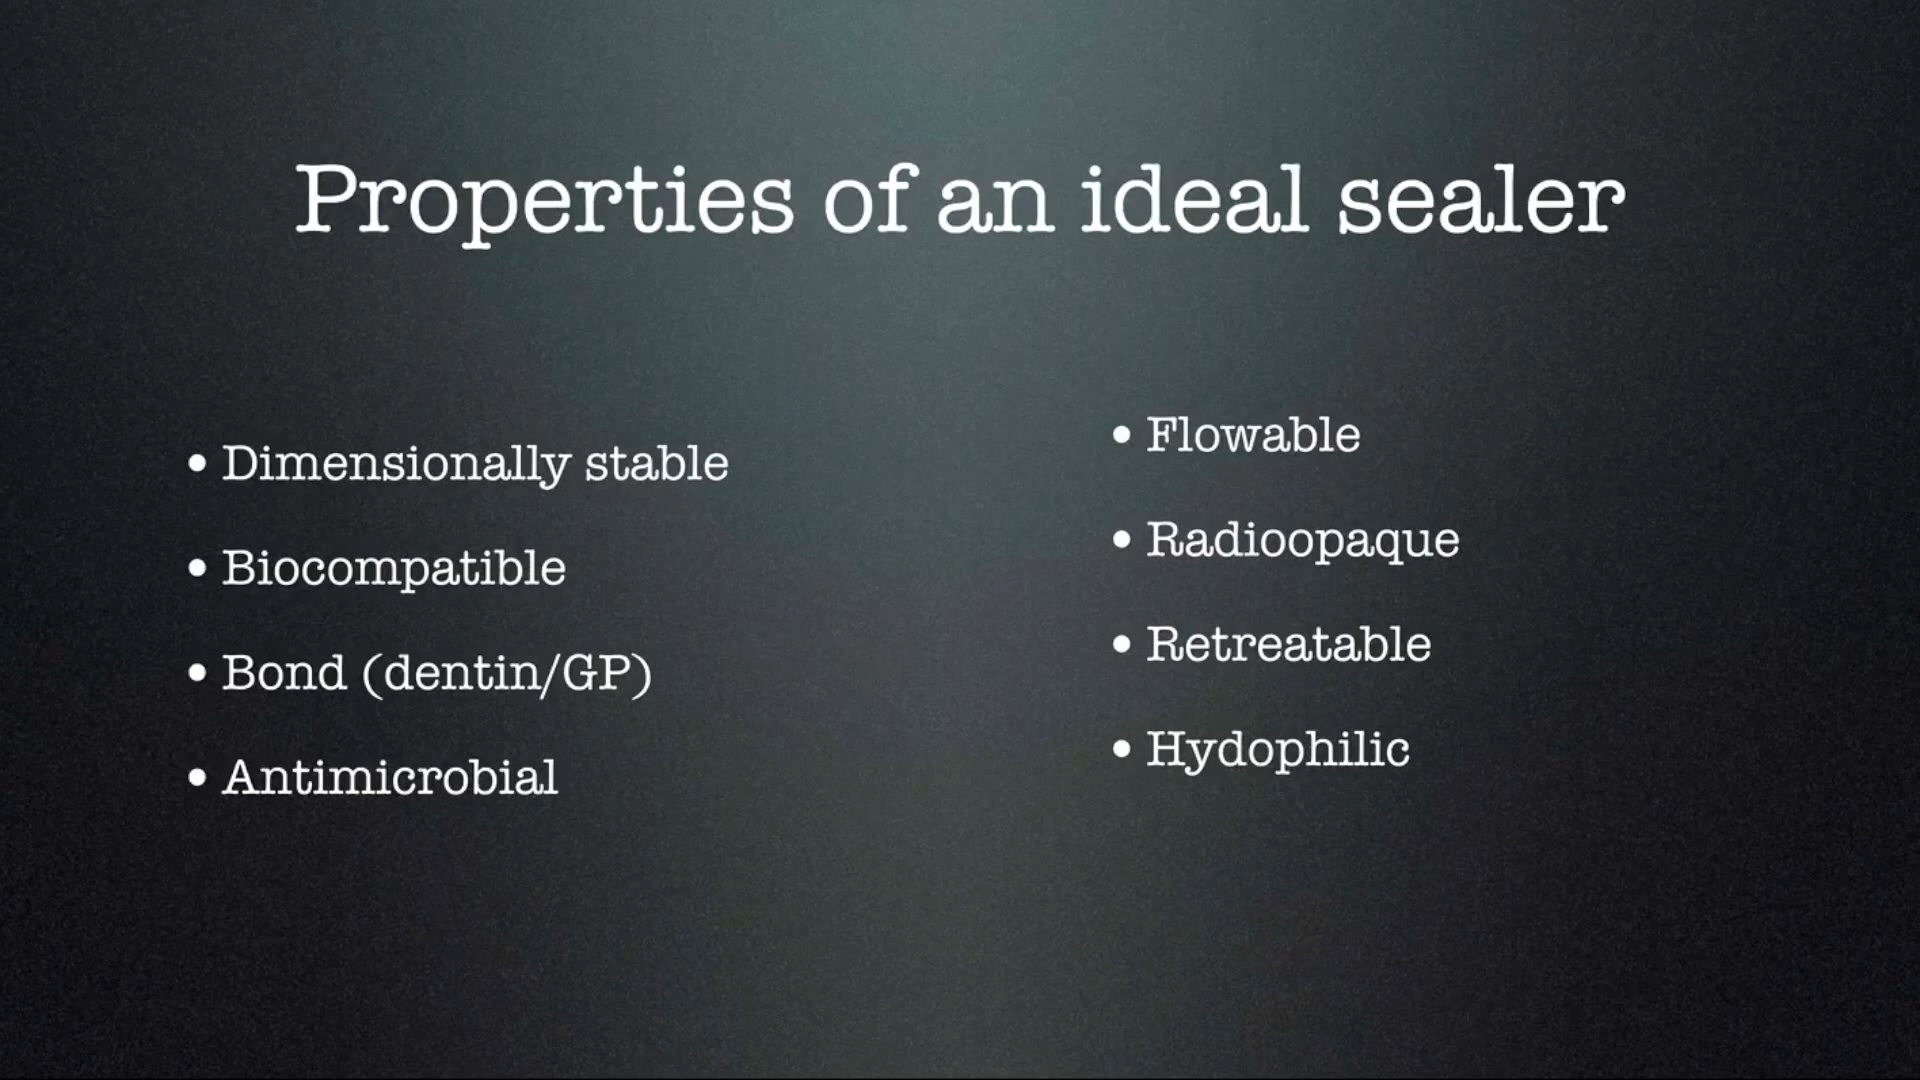 Properties of an ideal sealer
• Dimensionally stable
• Biocompatible
• Bond (dentin/GP)
• Antimicrobial
• Flowable
• Radioopaque
• Retreatable
• Hydophilic